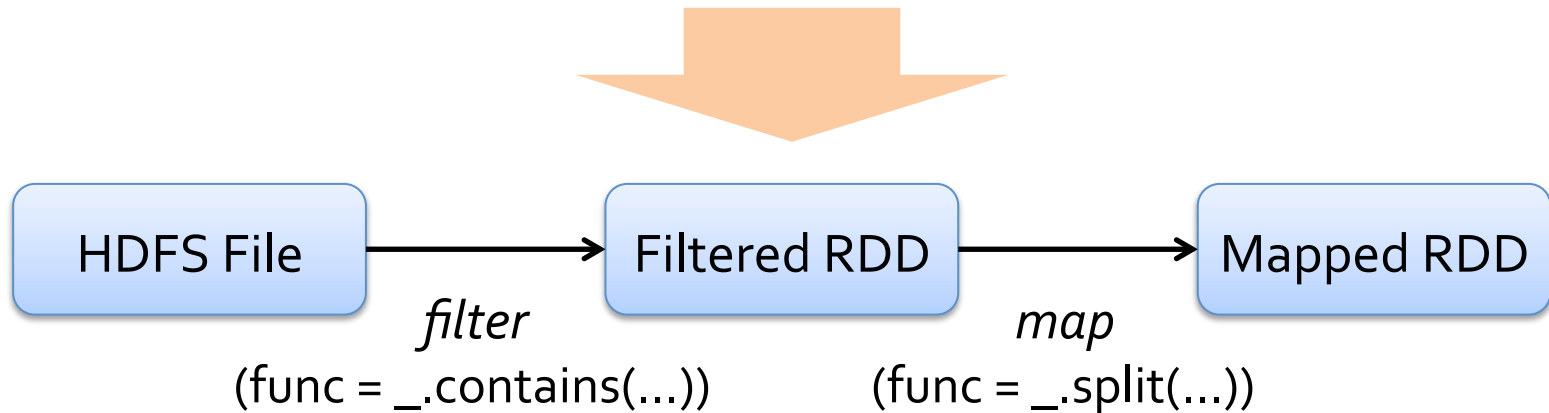 HDFS File
Filtered RDD
Mapped RDD
filter
(func = _.contains(...))
map
(func = _.split(...))